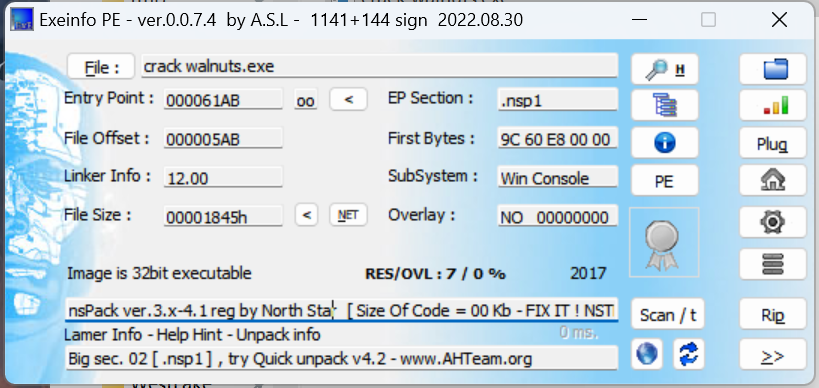 Exeinfo PE - ver.0.0.7.4 by A.S.L - 1141+144 sign 2022.08.30
File : crack walnuts.exe H
Entry Point : 000061AB oo < EP Section : .nsp1
File Offset : 000005AB First Bytes : 9C 60 E8 00 00 Plug
Linker Info : 12.00 SubSystem : Win Console PE
File Size : 00001845h < NET Overlay : NO 00000000
Image is 32bit executable RES/OVL : 7 / 0 % 2017
nsPack ver.3.x-4.1 reg by North Star [ Size Of Code = 00 Kb - FIX IT ! NST Scan / t Rip
Lamer Info - Help Hint - Unpack info 0 ms.
Big sec. 02 [ .nsp1 ] , try Quick unpack v4.2 - www.AHTeam.org >>